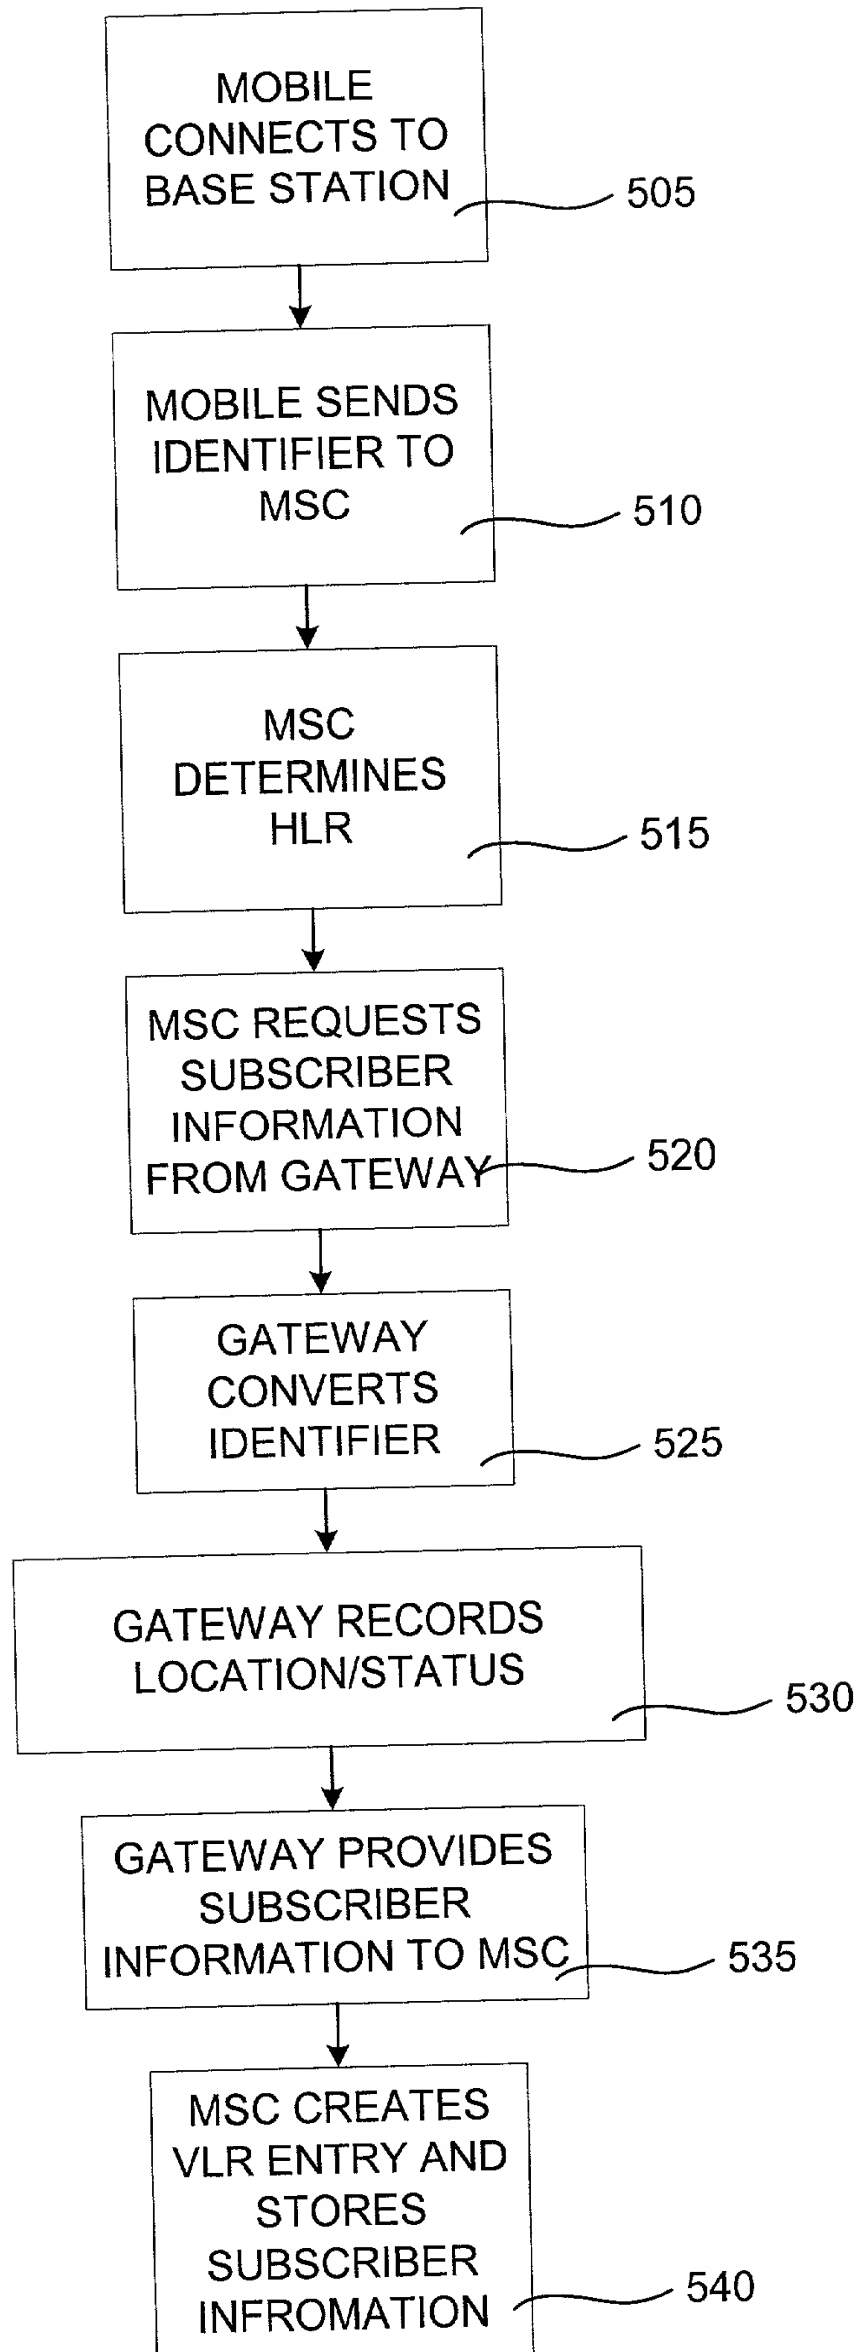 MOBILE
CONNECTS TO
BASE STATION
505
MOBILE SENDS
IDENTIFIER TO
MSC
510
MSC
DETERMINES
HLR
515
MSC REQUESTS
SUBSCRIBER
INFORMATION
FROM GATEWAY
520
GATEWAY
CONVERTS
IDENTIFIER
525
GATEWAY RECORDS
LOCATION/STATUS
530
GATEWAY PROVIDES
SUBSCRIBER
INFORMATION TO MSC
535
MSC CREATES
VLR ENTRY AND
STORES
SUBSCRIBER
INFROMATION
540